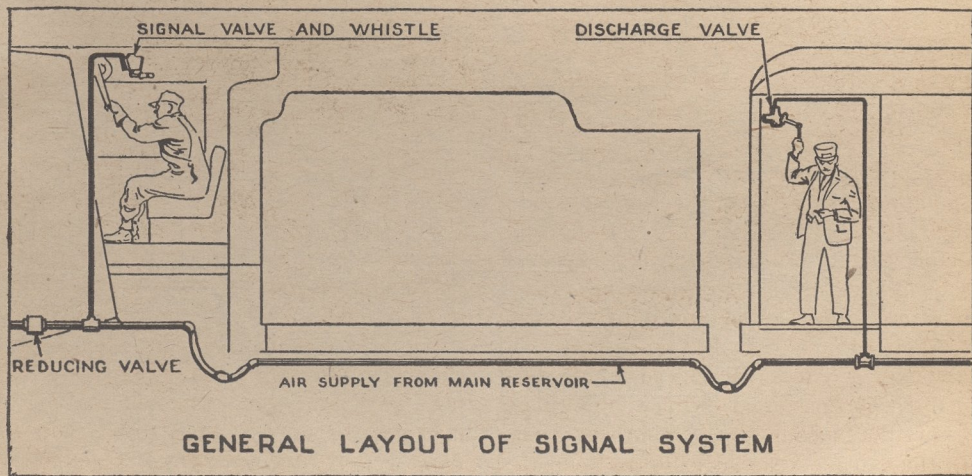 SIGNAL VALVE AND WHISTLE
DISCHARGE VALVE
REDUCING VALVE
AIR SUPPLY FROM MAIN RESERVOIR
GENERAL LAYOUT OF SIGNAL SYSTEM